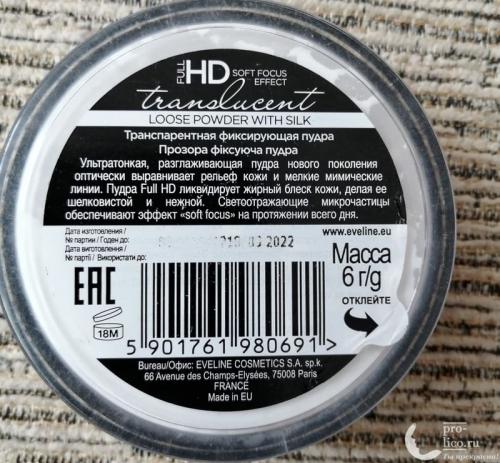 FULL HD SOFT FOCUS
EFFECT
translucent
LOOSE POWDER WITH SILK
Транспарентная фиксирующая пудра
Прозора фіксуюча пудра
Ультратонкая, разглаживающая пудра нового поколения
оптически выравнивает рельеф кожи и мелкие мимические
линии. Пудра Full HD ликвидирует жирный блеск кожи, делая ее
шелковистой и нежной. Светоотражающие микрочастицы
обеспечивают эффект «soft focus» на протяжении всего дня.
Дата изготовления /
www.eveline.eu
№ партии / Годен до:
2022
Дата виготовлення /
№ партії / Використати до:
Масса
6 г/g
ОТКЛЕЙТЕ
EAC
18M
5 901761 980691 >
Bureau/Офис: EVELINE COSMETICS S.A. sp.k.
66 Avenue des Champs-Elysées, 75008 Paris
FRANCE
Made in EU
pro-
lico.ru
Ты прекрасна!